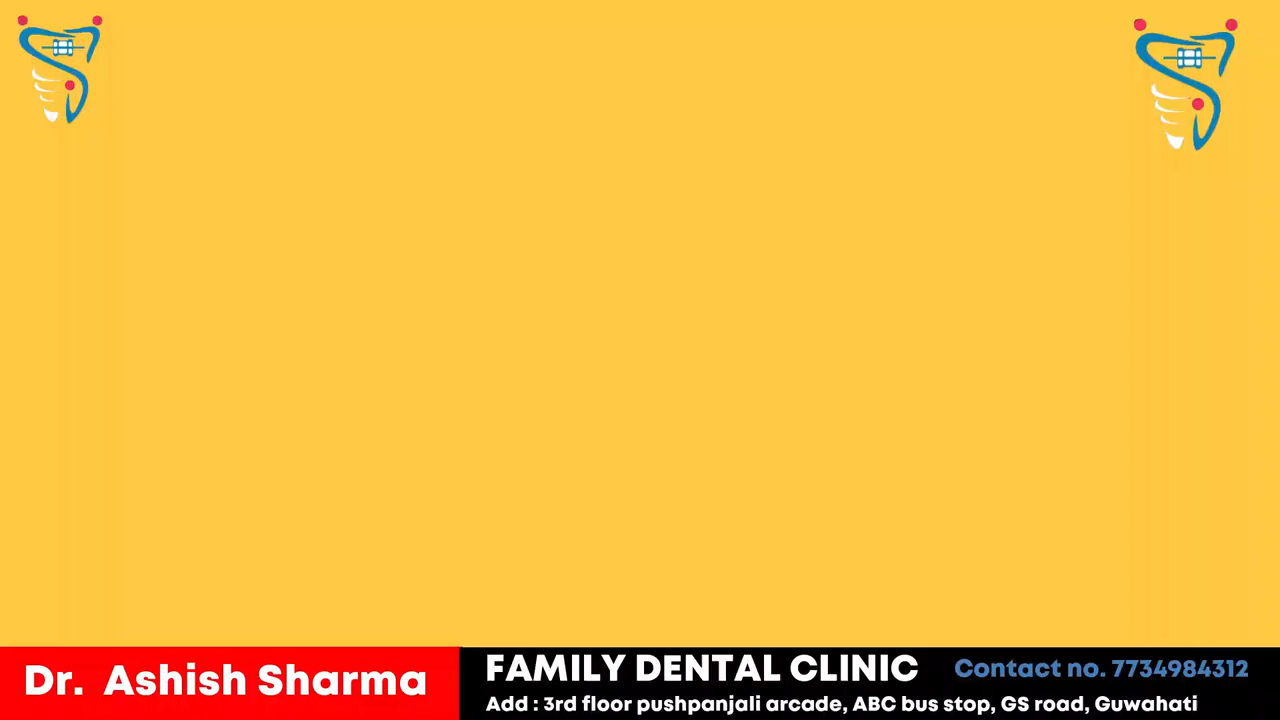 Dr. Ashish Sharma
FAMILY DENTAL CLINIC
Contact no. 7734984312
Add : 3rd floor pushpanjali arcade, ABC bus stop, GS road, Guwahati